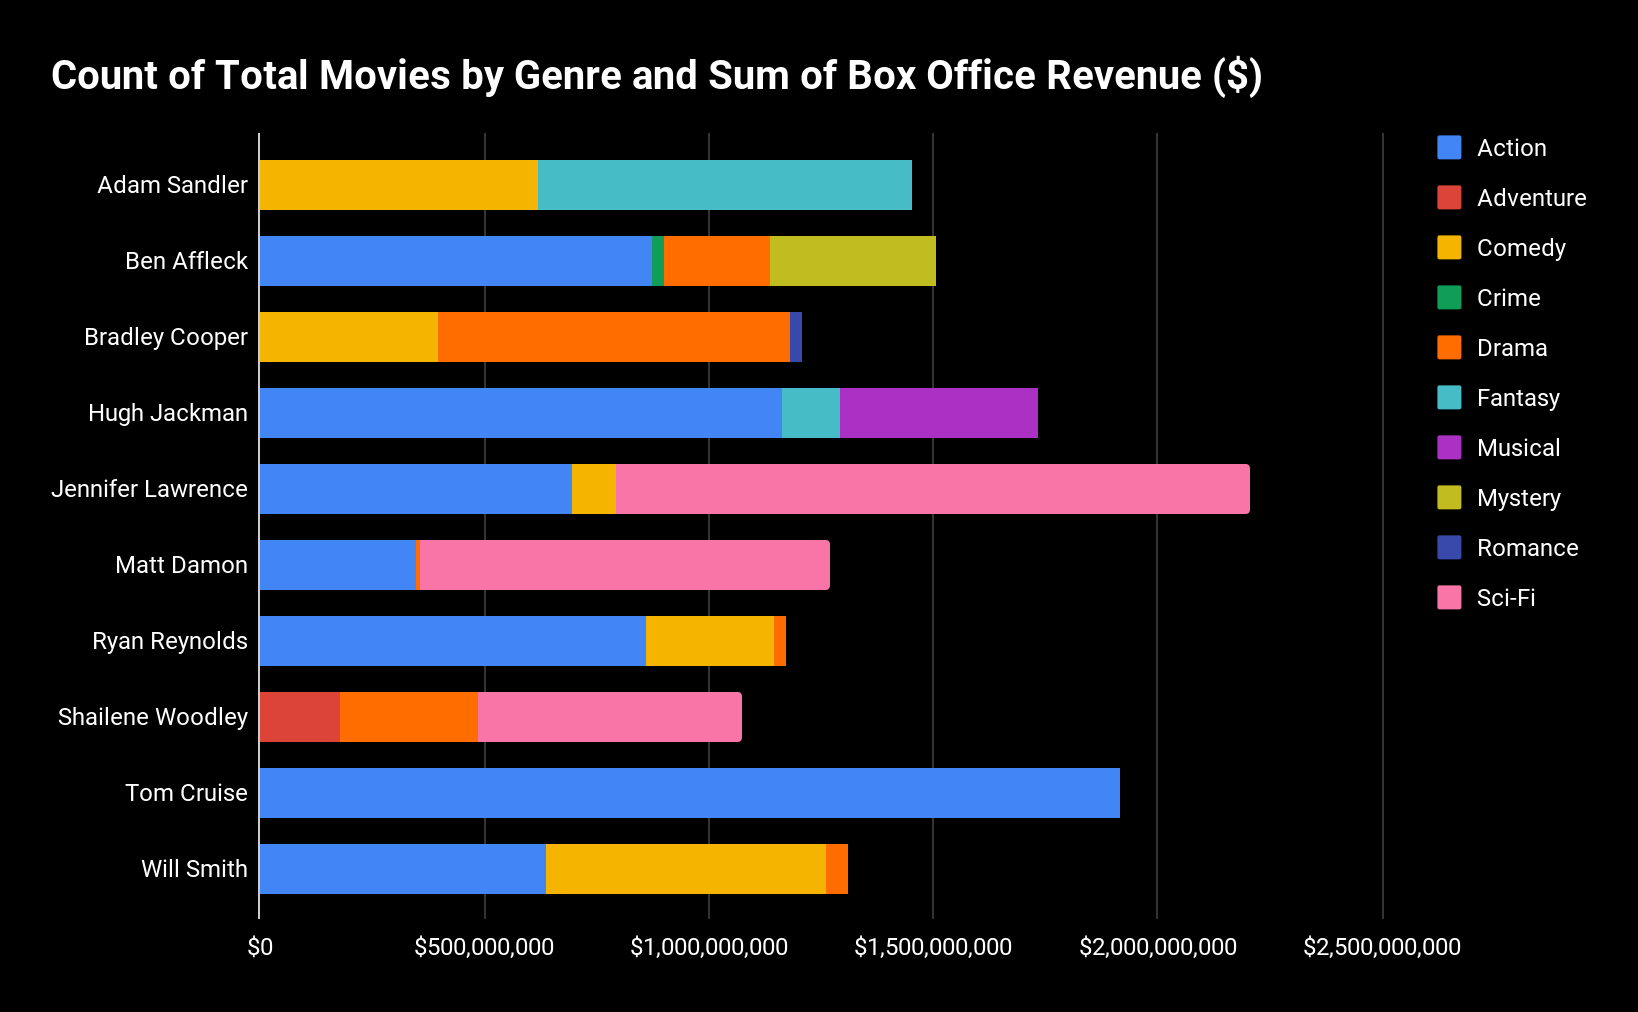 Count of Total Movies by Genre and Sum of Box Office Revenue ($)
Adam Sandler
Ben Affleck
Bradley Cooper
Hugh Jackman
Jennifer Lawrence
Matt Damon
Ryan Reynolds
Shailene Woodley
Tom Cruise
Will Smith
$0 $500,000,000 $1,000,000,000 $1,500,000,000 $2,000,000,000 $2,500,000,000
Action
Adventure
Comedy
Crime
Drama
Fantasy
Musical
Mystery
Romance
Sci-Fi